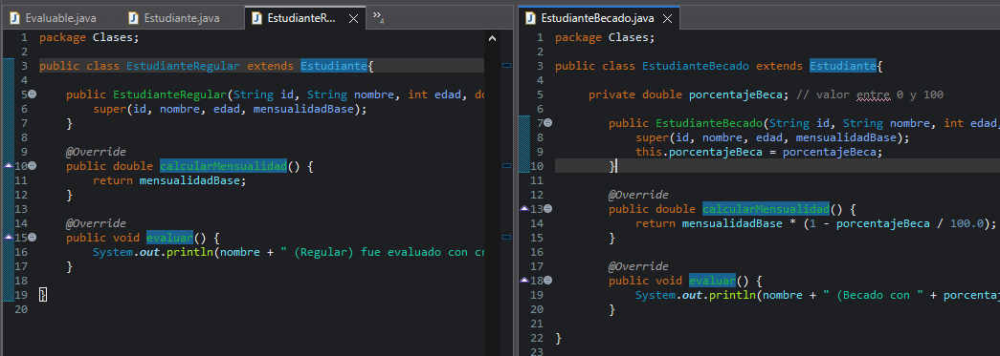 Evaluable.java
Estudiante.java
EstudianteR...
4
1 package Clases;
2
3 public class EstudianteRegular extends Estudiante{
4
5 public EstudianteRegular(String id, String nombre, int edad, do
6 super(id, nombre, edad, mensualidadBase);
7 }
8
9 @Override
10 public double calcularMensualidad() {
11 return mensualidadBase;
12 }
13
14 @Override
15 public void evaluar() {
16 System.out.println(nombre + " (Regular) fue evaluado con cr
17 }
18
19 }
20
EstudianteBecado.java
1 package Clases;
2
3 public class EstudianteBecado extends Estudiante{
4
5 private double porcentajeBeca; // valor entre 0 y 100
6
7 public EstudianteBecado(String id, String nombre, int edad,
8 super(id, nombre, edad, mensualidadBase);
9 this.porcentajeBeca = porcentajeBeca;
10 }
11
12 @Override
13 public double calcularMensualidad() {
14 return mensualidadBase * (1 - porcentajeBeca / 100.0);
15 }
16
17 @Override
18 public void evaluar() {
19 System.out.println(nombre + " (Becado con " + porcentaj
20 }
21
22 }
23